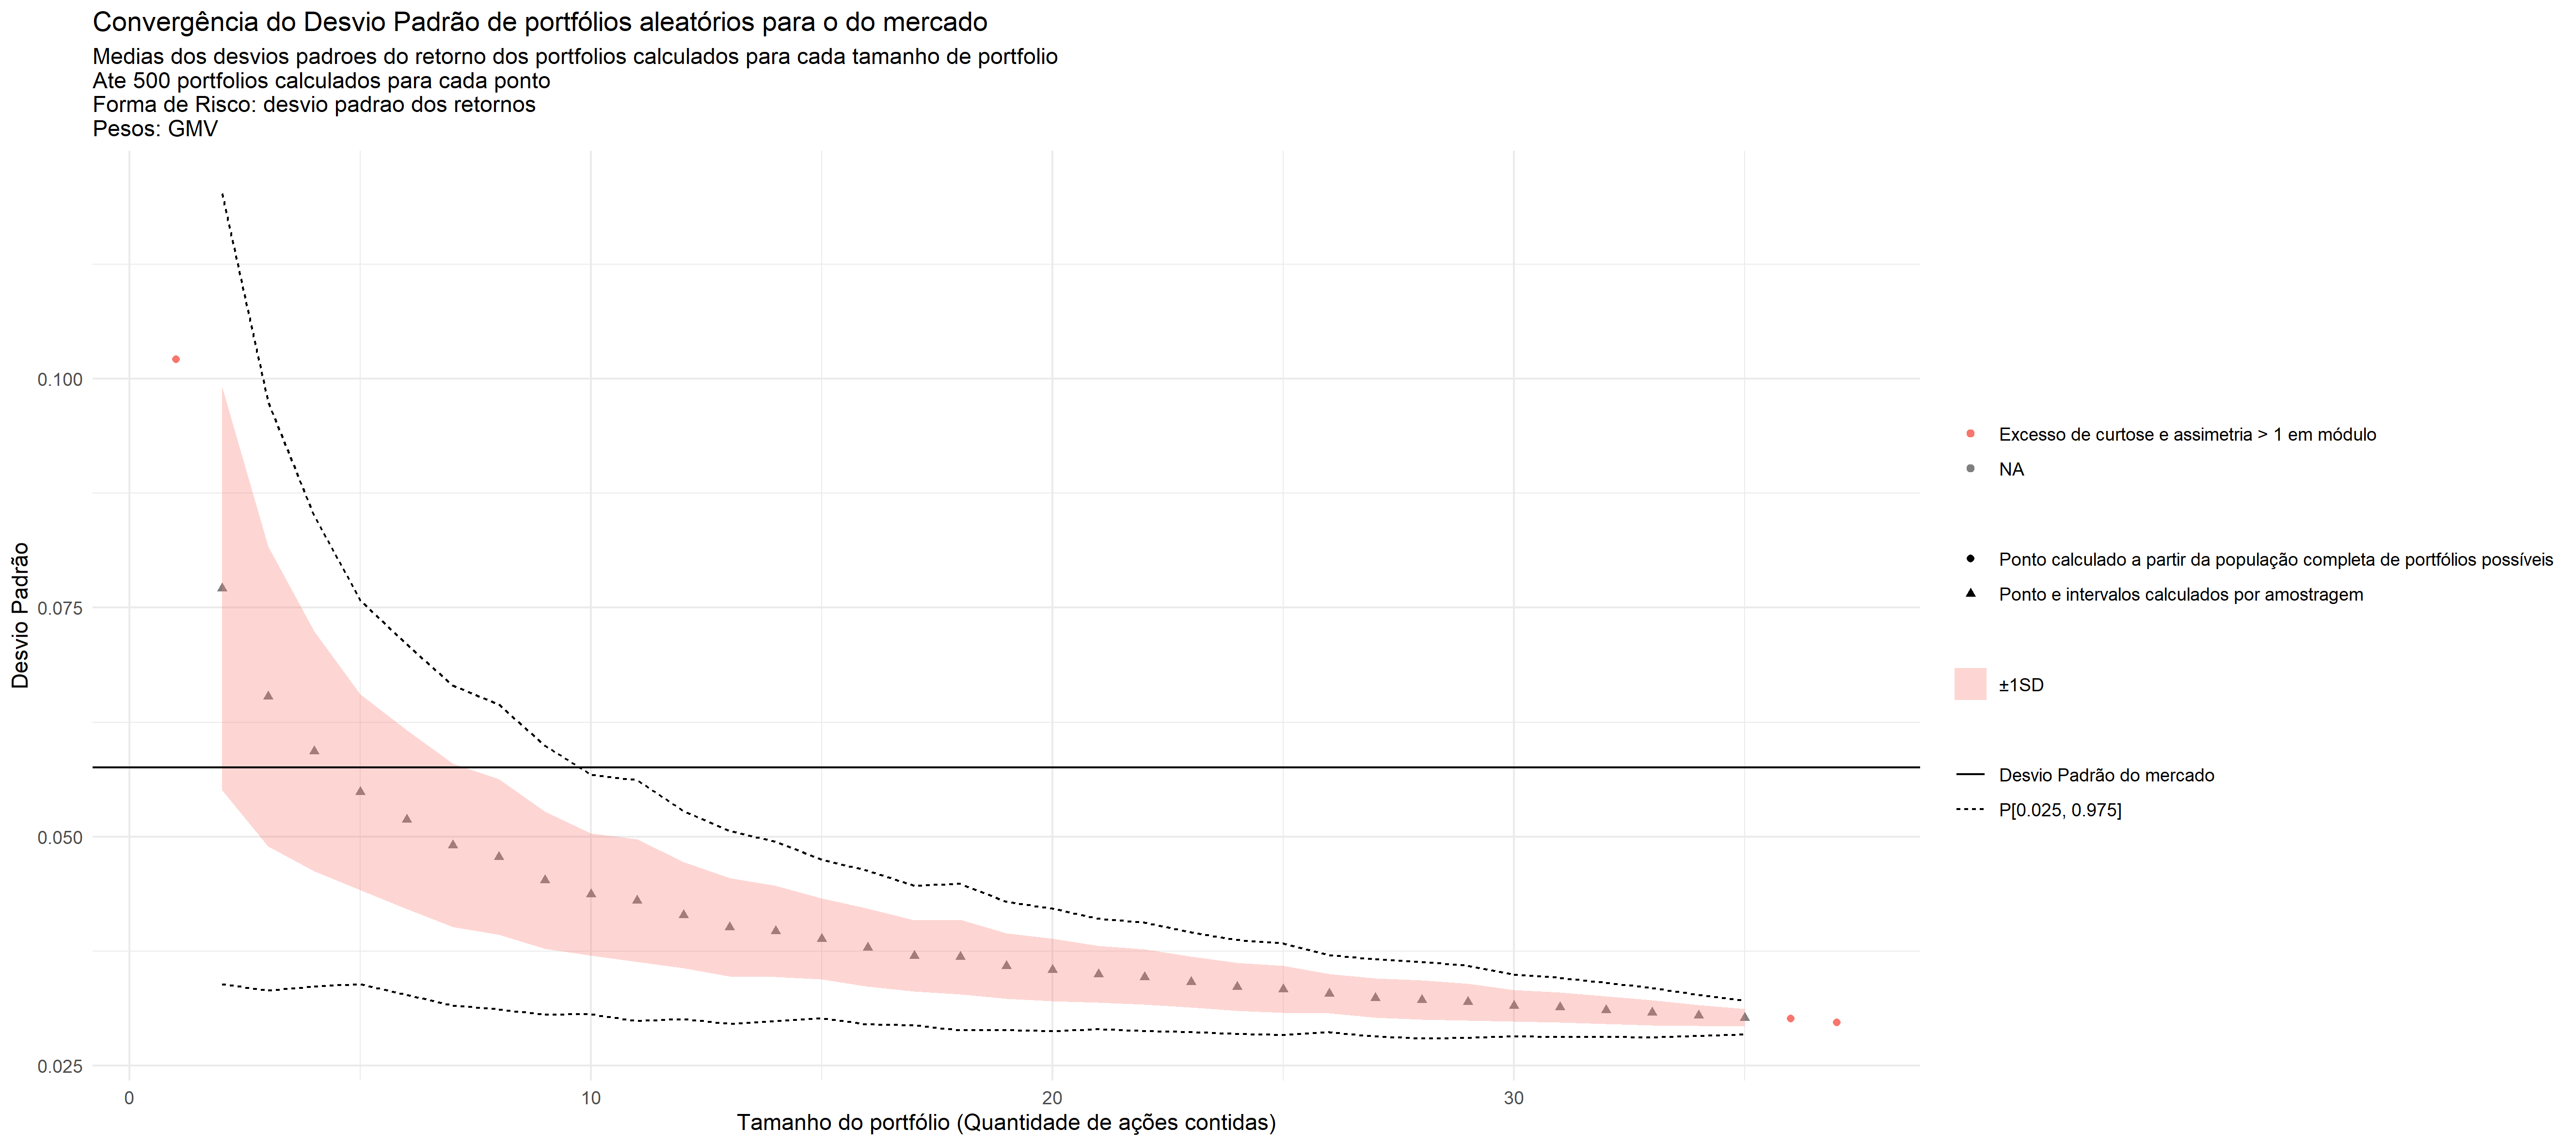 Convergência do Desvio Padrão de portfólios aleatórios para o do mercado
Medias dos desvios padroes do retorno dos portfolios calculados para cada tamanho de portfolio
Ate 500 portfolios calculados para cada ponto
Forma de Risco: desvio padrao dos retornos
Pesos: GMV
Desvio Padrão
0.100
0.075
0.050
0.025
0
10
20
30
Tamanho do portfólio (Quantidade de ações contidas)
Excesso de curtose e assimetria > 1 em módulo
NA
Ponto calculado a partir da população completa de portfólios possíveis
Ponto e intervalos calculados por amostragem
±1SD
Desvio Padrão do mercado
P[0.025, 0.975]